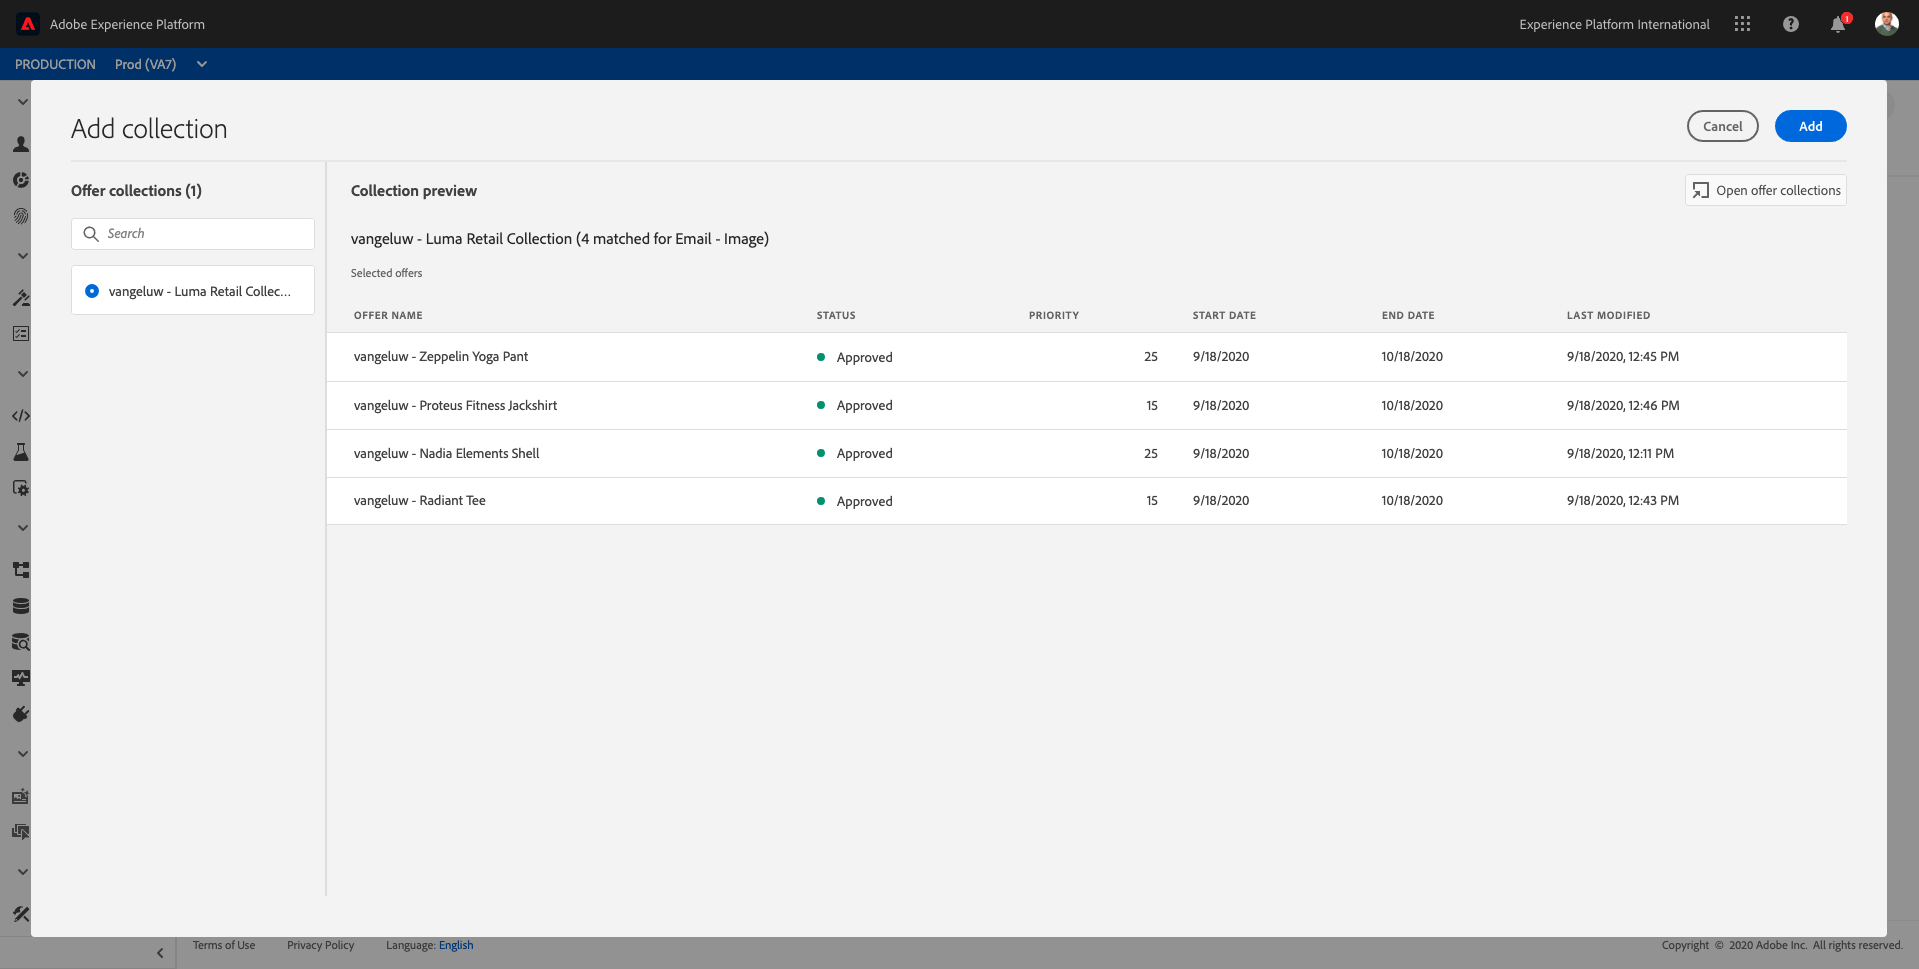 Adobe Experience Platform
Experience Platform International
1
PRODUCTION Prod (VA7)
Add collection
Cancel
Add
Offer collections (1)
Search
vangeluw - Luma Retail Collec...
Collection preview
Open offer collections
vangeluw - Luma Retail Collection (4 matched for Email - Image)
Selected offers
OFFER NAME STATUS PRIORITY START DATE END DATE LAST MODIFIED
vangeluw - Zeppelin Yoga Pant Approved 25 9/18/2020 10/18/2020 9/18/2020, 12:45 PM
vangeluw - Proteus Fitness Jackshirt Approved 15 9/18/2020 10/18/2020 9/18/2020, 12:46 PM
vangeluw - Nadia Elements Shell Approved 25 9/18/2020 10/18/2020 9/18/2020, 12:11 PM
vangeluw - Radiant Tee Approved 15 9/18/2020 10/18/2020 9/18/2020, 12:43 PM
Terms of Use Privacy Policy Language: English
Copyright © 2020 Adobe Inc. All rights reserved.